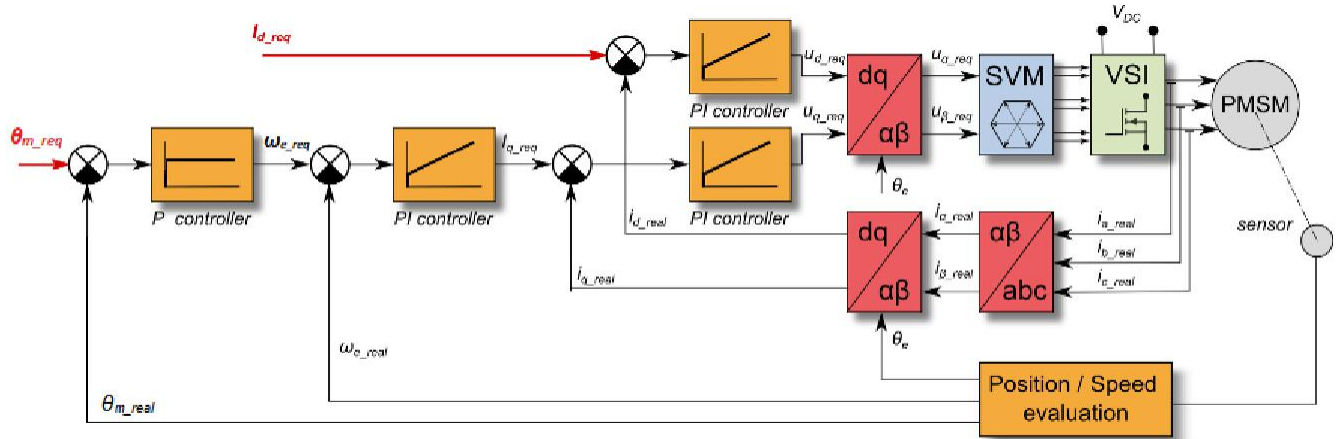 V_DC
I_d_req
u_d_req
dq
αβ
u_α_req
SVM
VSI
PMSM
PI controller
u_q_req
u_β_req
θ_m_req
ω_e_req
I_q_req
P controller
PI controller
PI controller
θ_e
i_d_real
dq
αβ
i_α_real
αβ
abc
i_a_real
sensor
i_b_real
i_q_real
i_β_real
i_c_real
θ_e
ω_e_real
Position / Speed
evaluation
θ_m_real